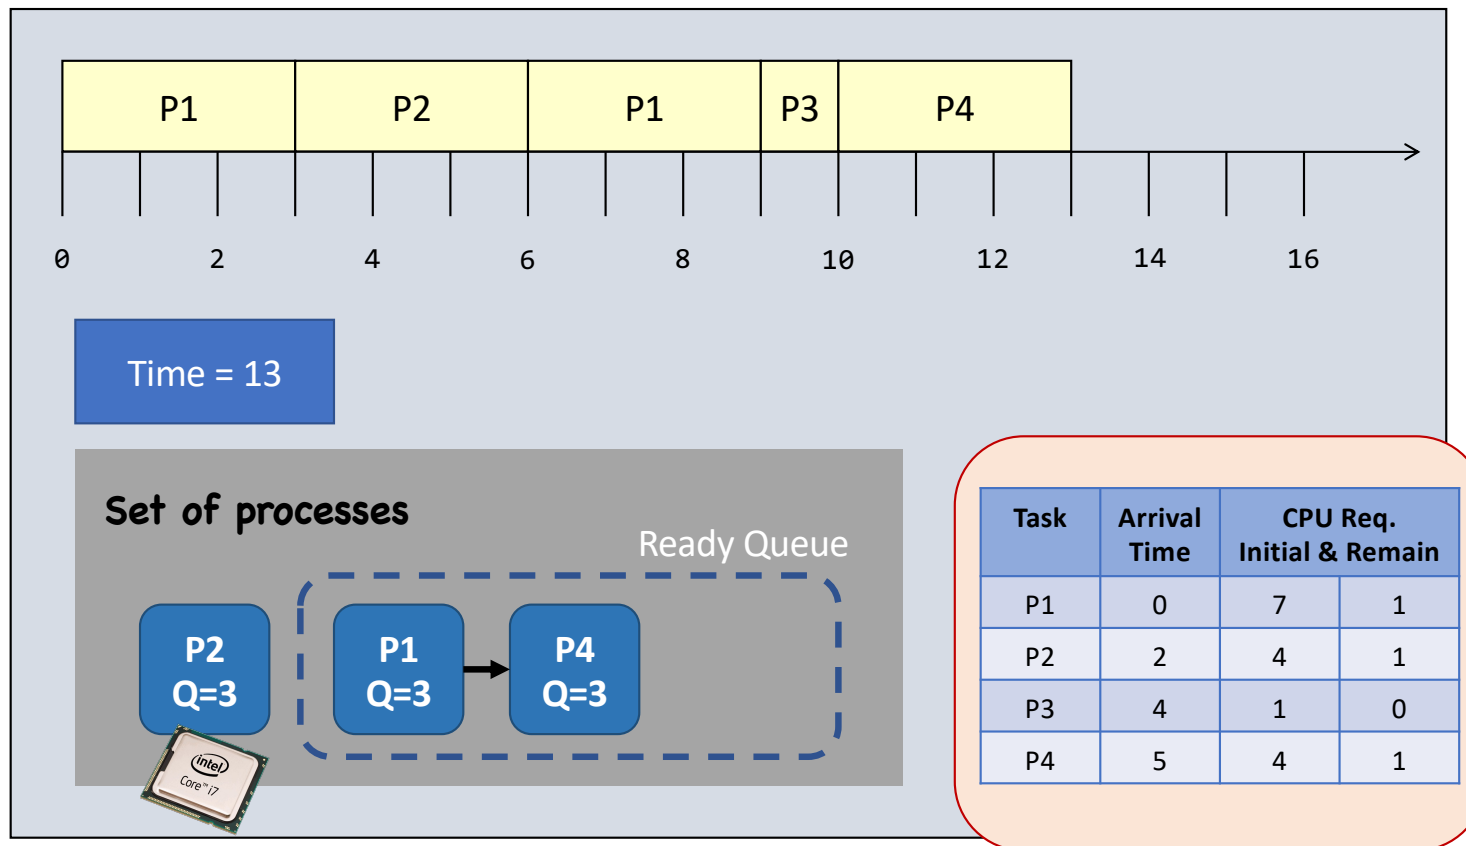 P1 P2 P1 P3 P4
0 2 4 6 8 10 12 14 16
Time = 13
Set of processes
Ready Queue
P2
Q=3
P1
Q=3
P4
Q=3
intel
Core™ i7
Task Arrival Time CPU Req. Initial & Remain
P1 0 7 1
P2 2 4 1
P3 4 1 0
P4 5 4 1